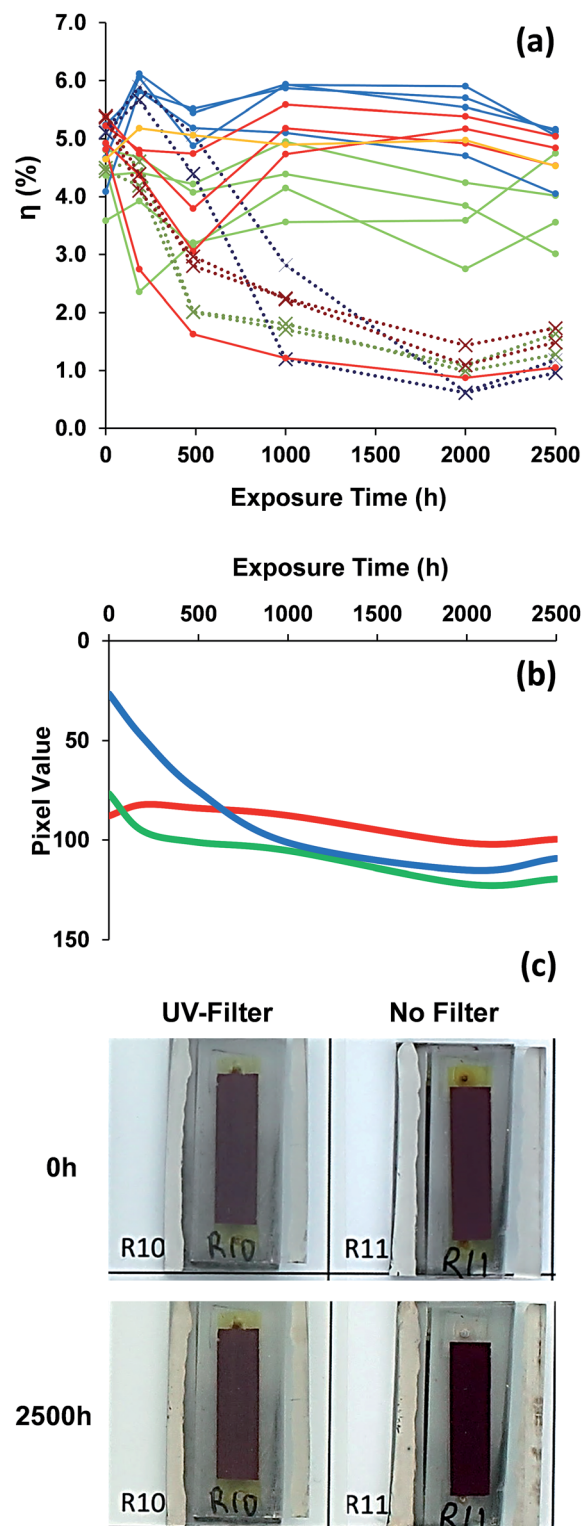 (a)
7.0
6.0
5.0
4.0
3.0
2.0
1.0
0.0
η (%)
0 500 1000 1500 2000 2500
Exposure Time (h)
Exposure Time (h)
0 500 1000 1500 2000 2500
0
50
100
150
Pixel Value
(b)
(c)
UV-Filter No Filter
0h
R10 R10 R11 R11
2500h
R10 R10 R11 R11